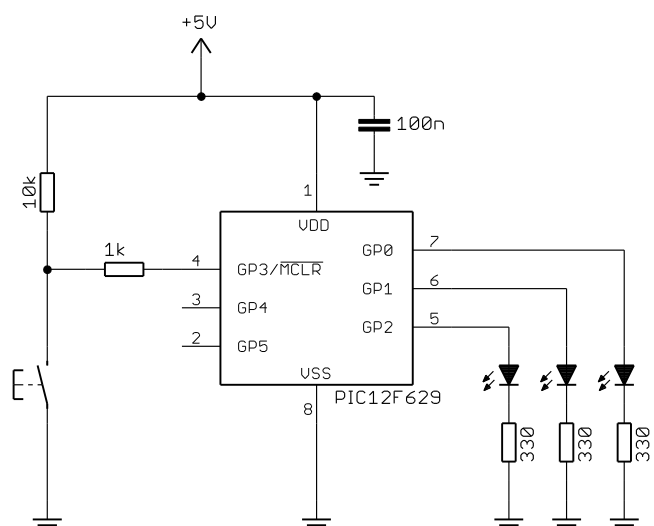 +5V
100n
10k
1
VDD
1k
4
GP3/MCLR
GP0
7
3
GP4
GP1
6
2
GP5
GP2
5
VSS
8
PIC12F629
330
330
330